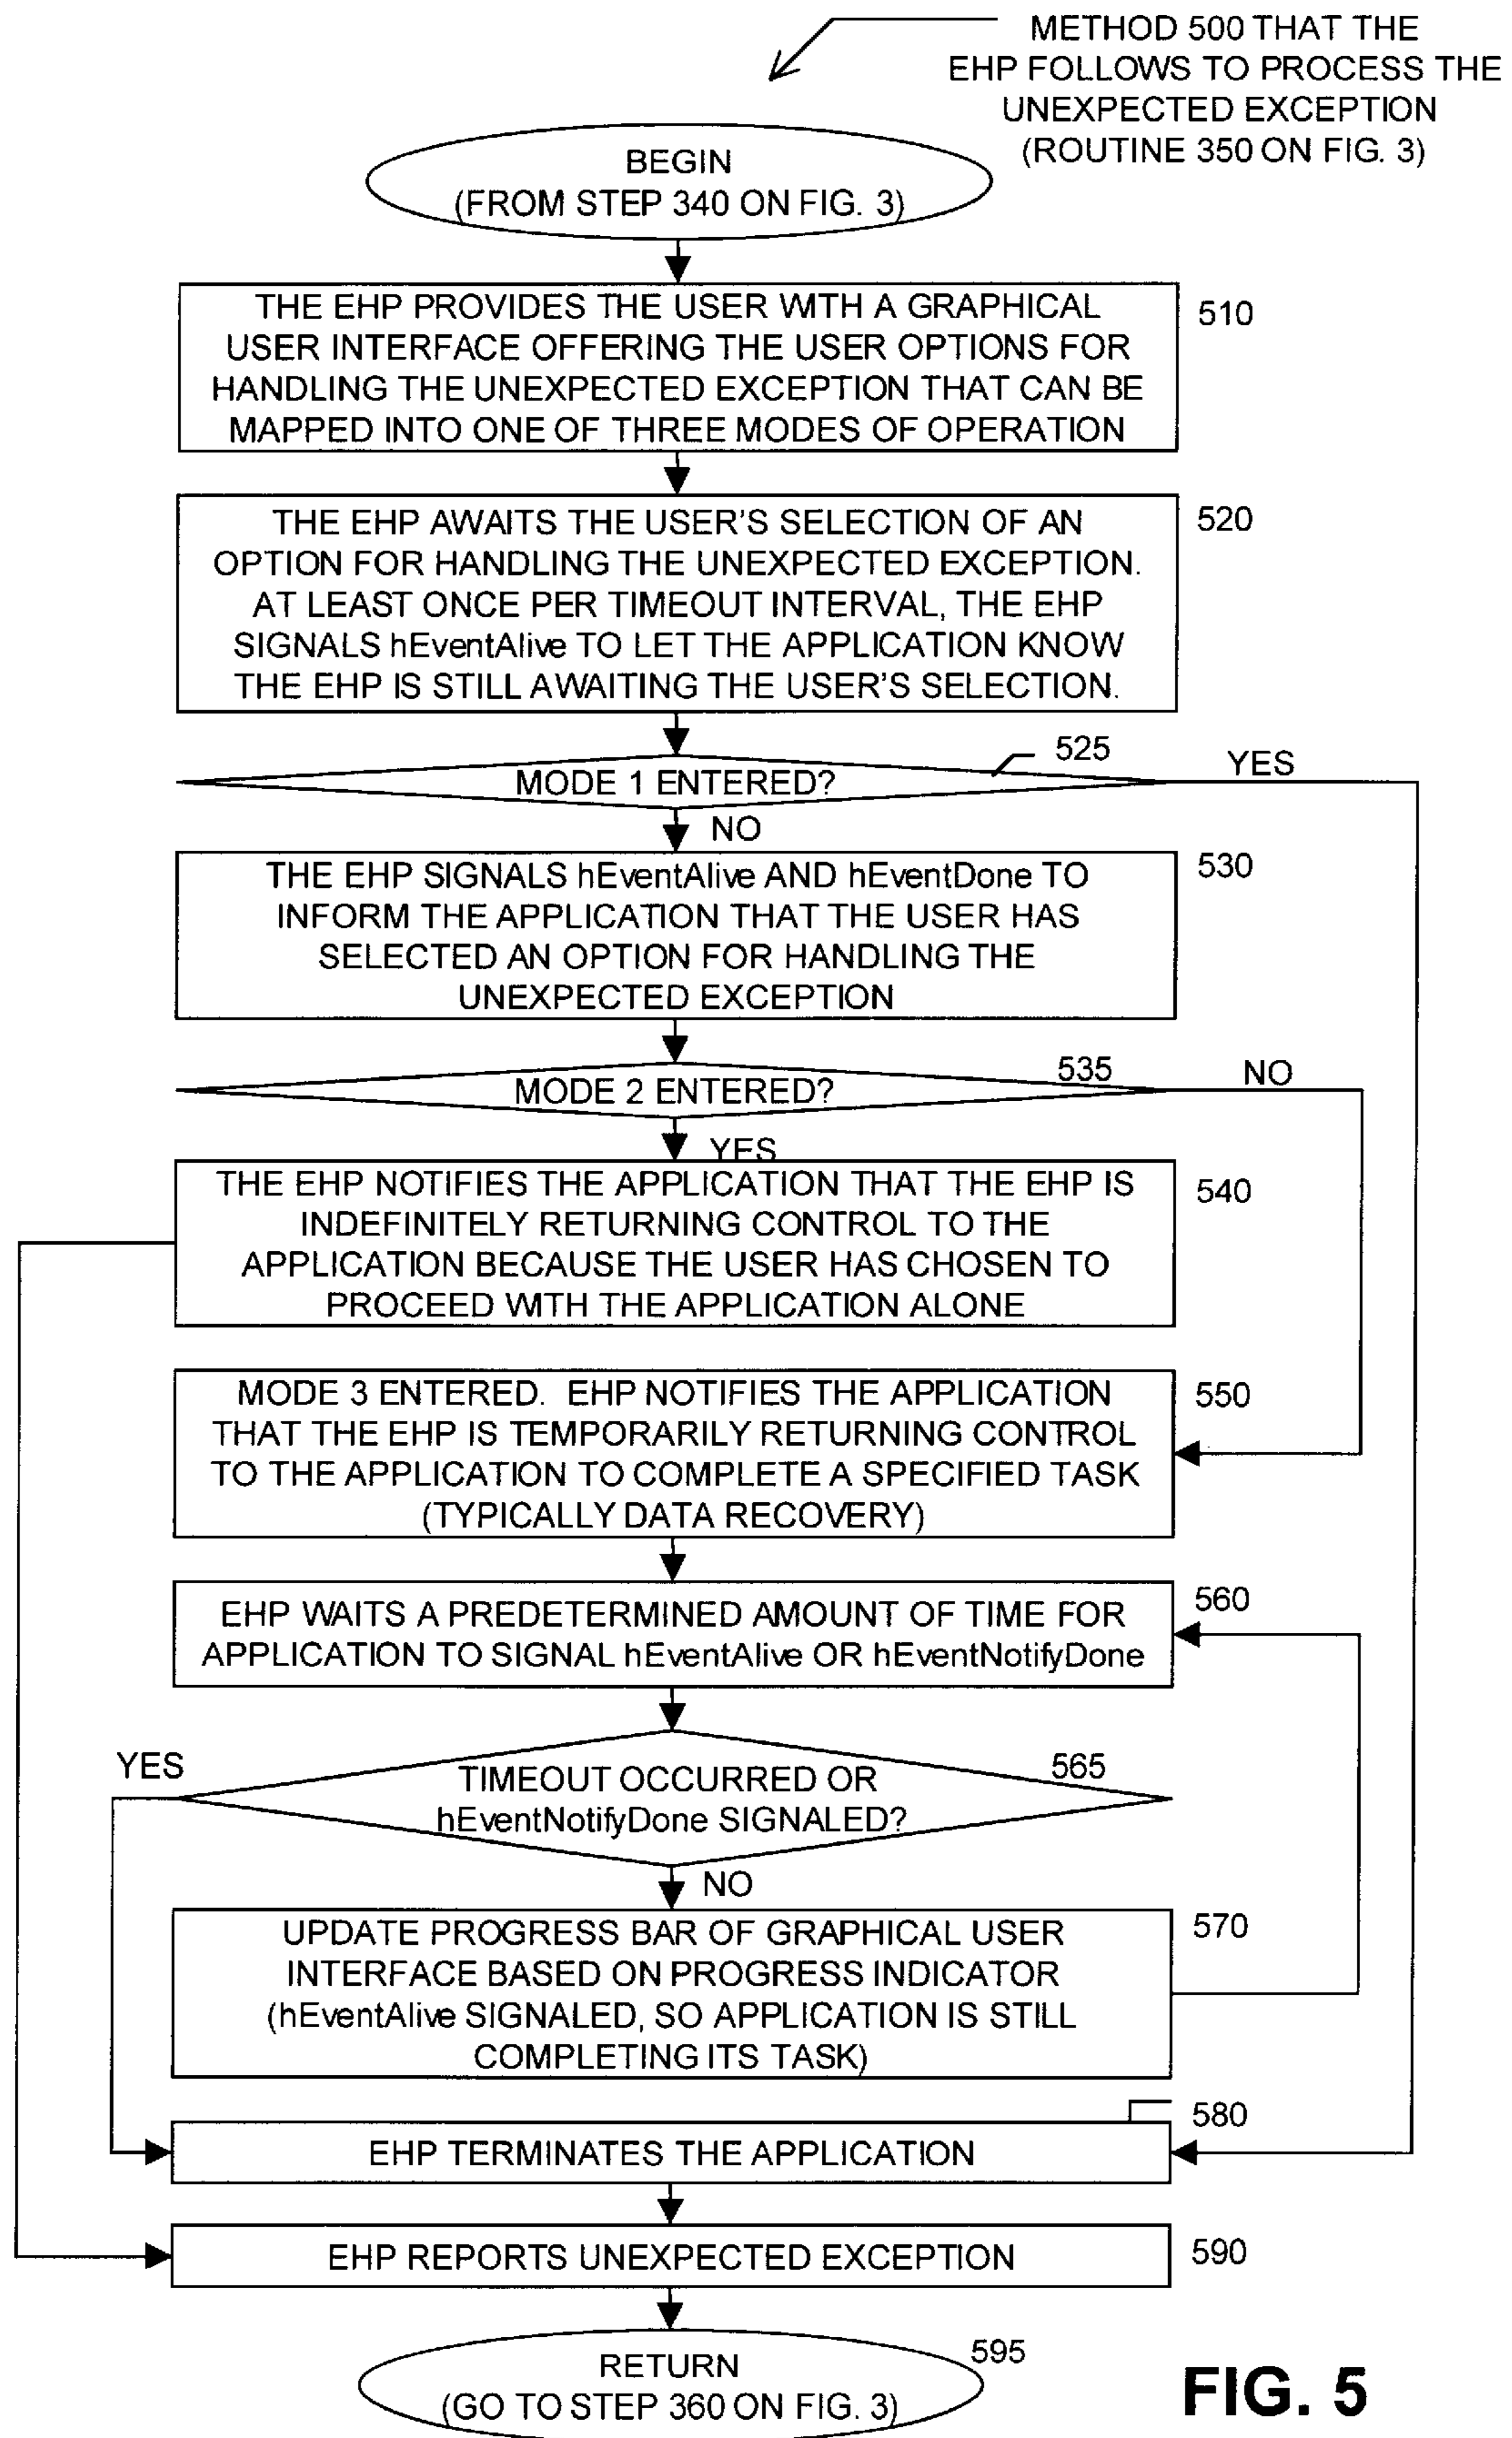 METHOD 500 THAT THE
EHP FOLLOWS TO PROCESS THE
UNEXPECTED EXCEPTION
(ROUTINE 350 ON FIG. 3)
BEGIN
(FROM STEP 340 ON FIG. 3)
THE EHP PROVIDES THE USER WITH A GRAPHICAL
USER INTERFACE OFFERING THE USER OPTIONS FOR
HANDLING THE UNEXPECTED EXCEPTION THAT CAN BE
MAPPED INTO ONE OF THREE MODES OF OPERATION
510
THE EHP AWAITS THE USER'S SELECTION OF AN
OPTION FOR HANDLING THE UNEXPECTED EXCEPTION.
AT LEAST ONCE PER TIMEOUT INTERVAL, THE EHP
SIGNALS hEventAlive TO LET THE APPLICATION KNOW
THE EHP IS STILL AWAITING THE USER'S SELECTION.
520
525
MODE 1 ENTERED?
YES
NO
THE EHP SIGNALS hEventAlive AND hEventDone TO
INFORM THE APPLICATION THAT THE USER HAS
SELECTED AN OPTION FOR HANDLING THE
UNEXPECTED EXCEPTION
530
MODE 2 ENTERED?
535
NO
YES
THE EHP NOTIFIES THE APPLICATION THAT THE EHP IS
INDEFINITELY RETURNING CONTROL TO THE
APPLICATION BECAUSE THE USER HAS CHOSEN TO
PROCEED WITH THE APPLICATION ALONE
540
MODE 3 ENTERED. EHP NOTIFIES THE APPLICATION
THAT THE EHP IS TEMPORARILY RETURNING CONTROL
TO THE APPLICATION TO COMPLETE A SPECIFIED TASK
(TYPICALLY DATA RECOVERY)
550
EHP WAITS A PREDETERMINED AMOUNT OF TIME FOR
APPLICATION TO SIGNAL hEventAlive OR hEventNotifyDone
560
YES
TIMEOUT OCCURRED OR
hEventNotifyDone SIGNALED?
565
NO
UPDATE PROGRESS BAR OF GRAPHICAL USER
INTERFACE BASED ON PROGRESS INDICATOR
(hEventAlive SIGNALED, SO APPLICATION IS STILL
COMPLETING ITS TASK)
570
580
EHP TERMINATES THE APPLICATION
EHP REPORTS UNEXPECTED EXCEPTION
590
RETURN
(GO TO STEP 360 ON FIG. 3)
595
FIG. 5